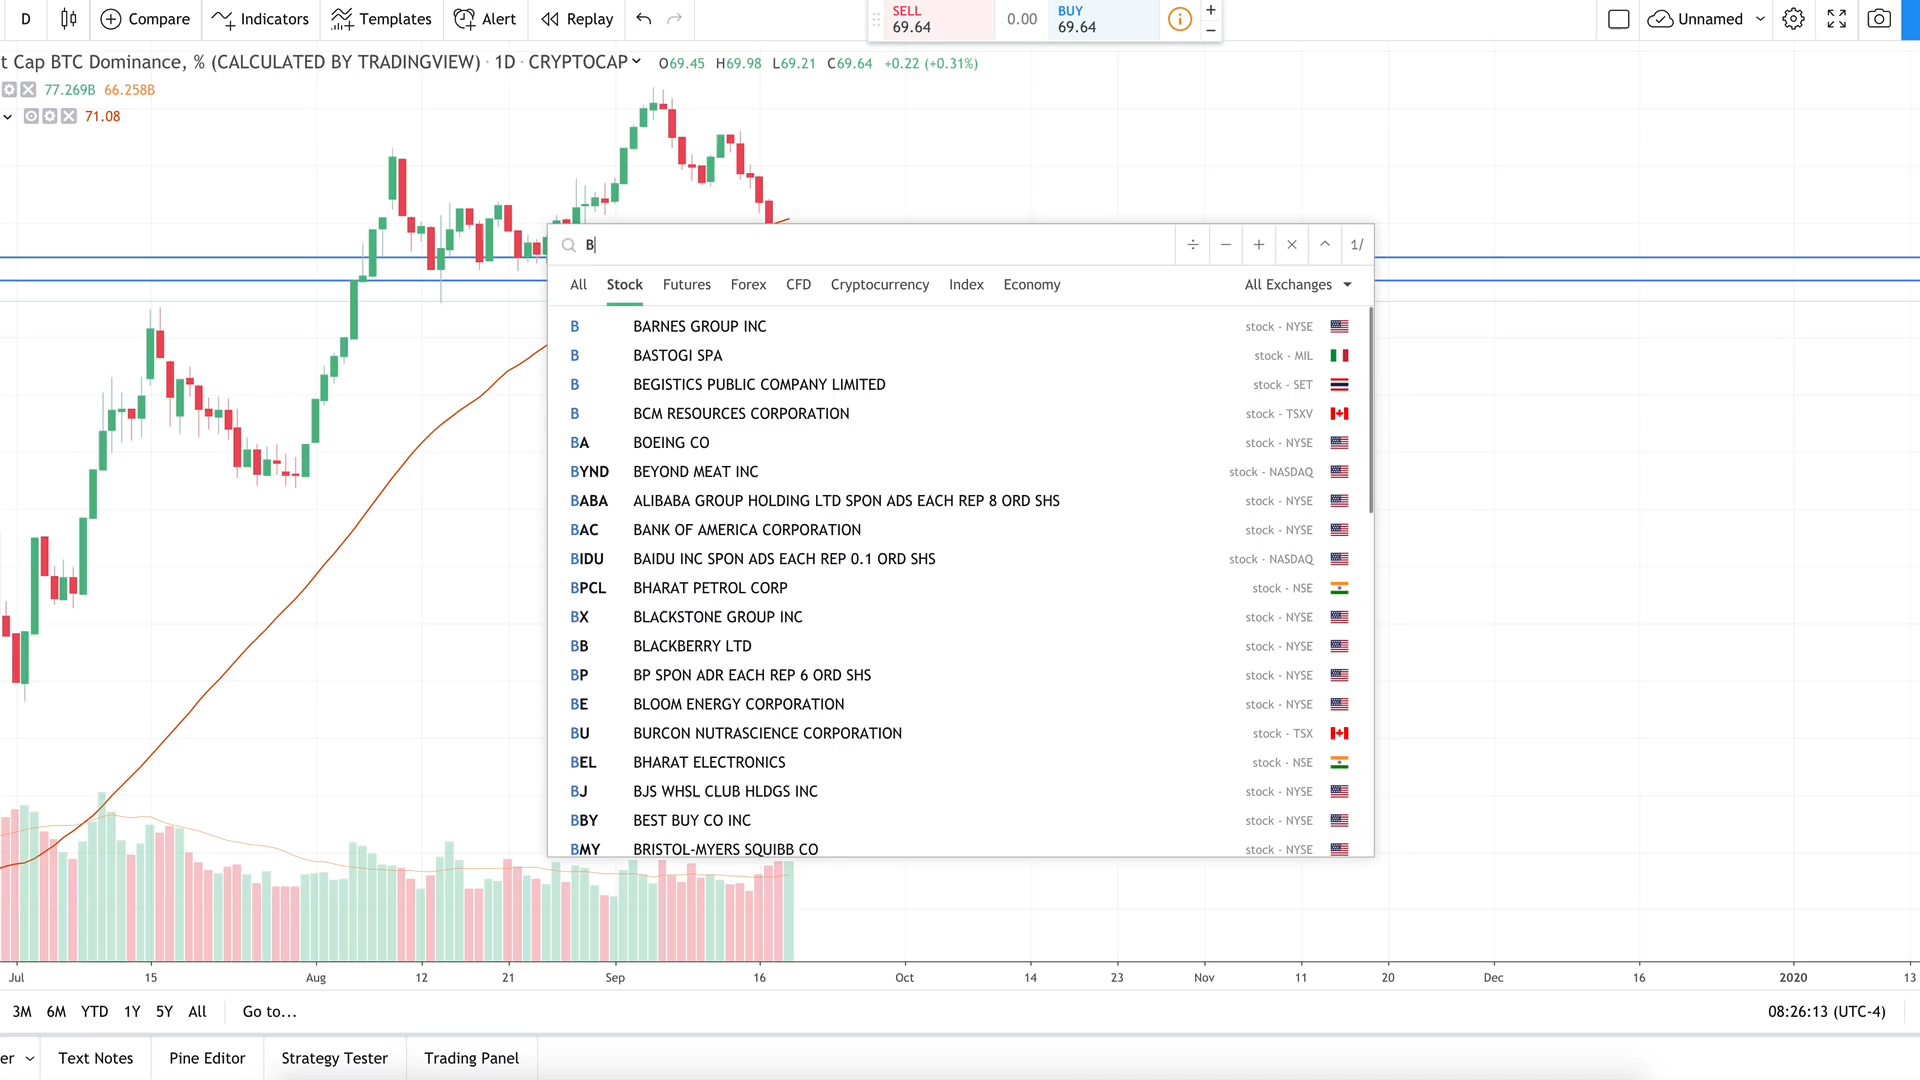 D Compare Indicators Templates Alert Replay SELL 69.64 0.00 BUY 69.64 + − Unnamed
t Cap BTC Dominance, % (CALCULATED BY TRADINGVIEW) · 1D · CRYPTOCAP O69.45 H69.98 L69.21 C69.64 +0.22 (+0.31%)
77.269B 66.258B
71.08
B ÷ − + × ^ 1/
All Stock Futures Forex CFD Cryptocurrency Index Economy All Exchanges
B BARNES GROUP INC stock - NYSE
B BASTOGI SPA stock - MIL
B BEGISTICS PUBLIC COMPANY LIMITED stock - SET
B BCM RESOURCES CORPORATION stock - TSXV
BA BOEING CO stock - NYSE
BYND BEYOND MEAT INC stock - NASDAQ
BABA ALIBABA GROUP HOLDING LTD SPON ADS EACH REP 8 ORD SHS stock - NYSE
BAC BANK OF AMERICA CORPORATION stock - NYSE
BIDU BAIDU INC SPON ADS EACH REP 0.1 ORD SHS stock - NASDAQ
BPCL BHARAT PETROL CORP stock - NSE
BX BLACKSTONE GROUP INC stock - NYSE
BB BLACKBERRY LTD stock - NYSE
BP BP SPON ADR EACH REP 6 ORD SHS stock - NYSE
BE BLOOM ENERGY CORPORATION stock - NYSE
BU BURCON NUTRASCIENCE CORPORATION stock - TSX
BEL BHARAT ELECTRONICS stock - NSE
BJ BJS WHSL CLUB HLDGS INC stock - NYSE
BBY BEST BUY CO INC stock - NYSE
BMY BRISTOL-MYERS SQUIBB CO stock - NYSE
Jul 15 Aug 12 21 Sep 16 Oct 14 23 Nov 11 20 Dec 16 2020 13
3M 6M YTD 1Y 5Y All Go to... 08:26:13 (UTC-4)
er Text Notes Pine Editor Strategy Tester Trading Panel